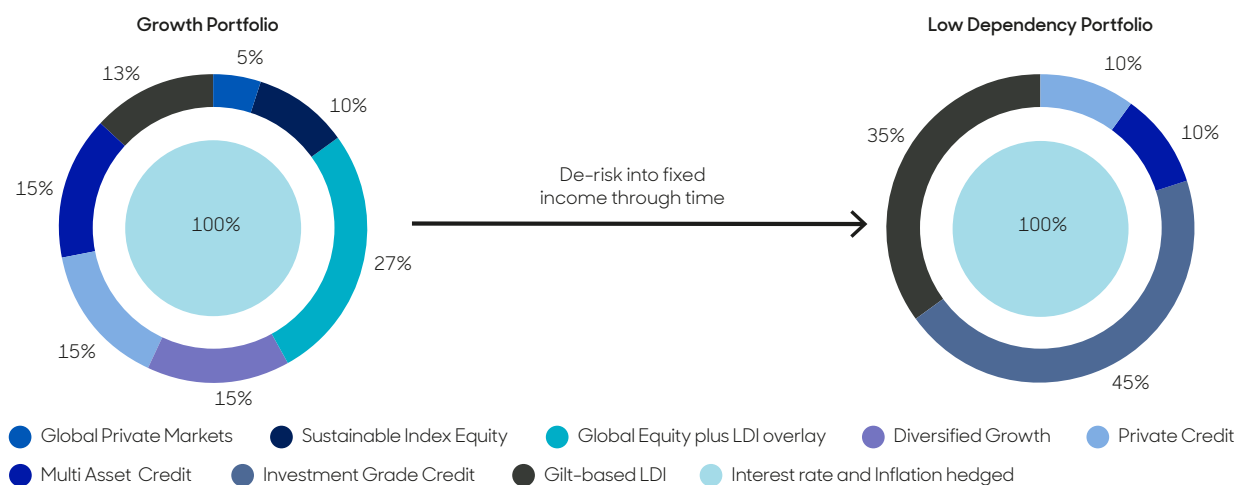 Growth Portfolio
5%
10%
27%
15%
15%
15%
13%
100%
De-risk into fixed
income through time
Low Dependency Portfolio
10%
10%
45%
35%
100%
Global Private Markets
Sustainable Index Equity
Global Equity plus LDI overlay
Diversified Growth
Private Credit
Multi Asset Credit
Investment Grade Credit
Gilt-based LDI
Interest rate and Inflation hedged